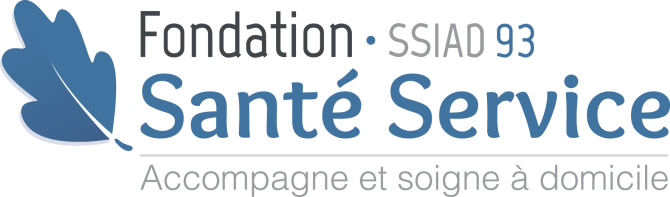 Fondation • SSIAD 93
Santé Service
Accompagne et soigne à domicile